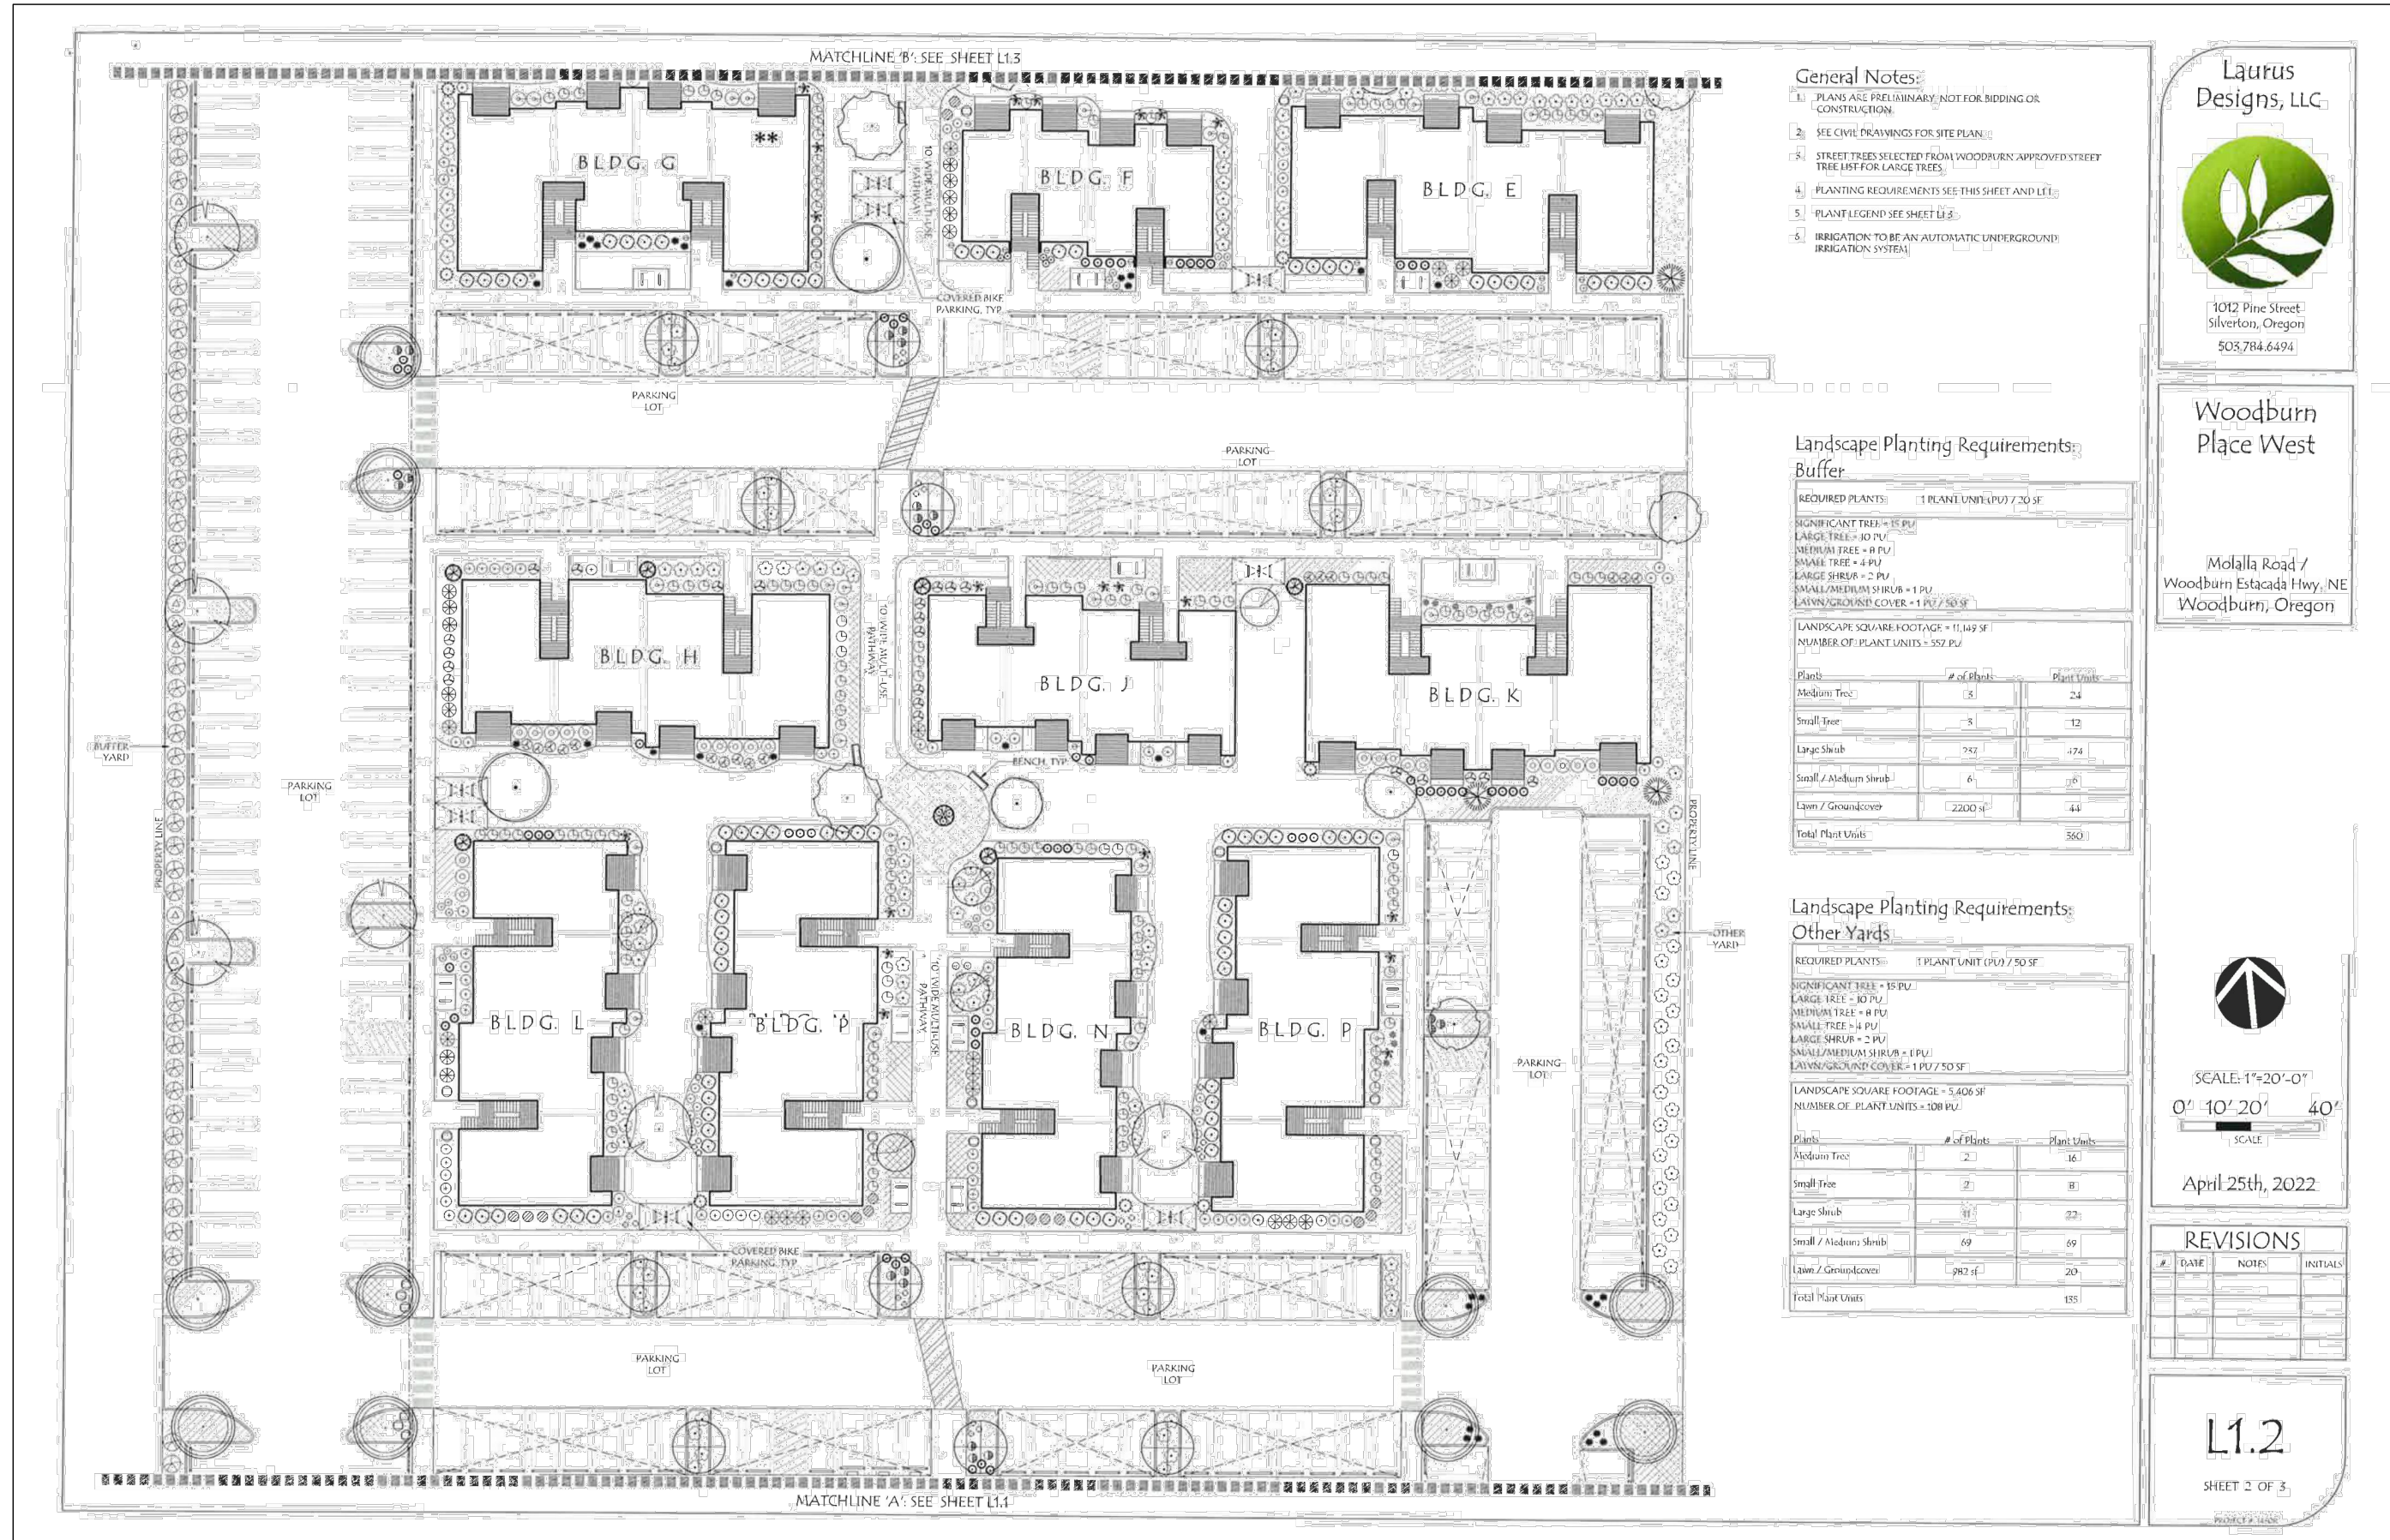 MATCHLINE 'B': SEE SHEET L1.3
BLDG. G
**
10' WIDE MULTI-USE
PATHWAY
BLDG. F
BLDG. E
COVERED BIKE
PARKING, TYP
PARKING
LOT
PARKING
LOT
BLDG. H
10' WIDE MULTI-USE
PATHWAY
BLDG. J
BLDG. K
BUFFER
YARD
PARKING
LOT
BENCH, TYP
PROPERTY LINE
PROPERTY LINE
OTHER
YARD
BLDG. L
BLDG. P
10' WIDE MULTI-USE
PATHWAY
BLDG. N
BLDG. P
PARKING
LOT
COVERED BIKE
PARKING, TYP
PARKING
LOT
PARKING
LOT
MATCHLINE 'A': SEE SHEET L1.1
General Notes:
1. PLANS ARE PRELIMINARY, NOT FOR BIDDING OR
CONSTRUCTION
2. SEE CIVIL DRAWINGS FOR SITE PLAN
3. STREET TREES SELECTED FROM WOODBURN APPROVED STREET
TREE LIST FOR LARGE TREES
4. PLANTING REQUIREMENTS SEE THIS SHEET AND L1.1
5. PLANT LEGEND SEE SHEET L1.3
6. IRRIGATION TO BE AN AUTOMATIC UNDERGROUND
IRRIGATION SYSTEM
Landscape Planting Requirements:
Buffer
REQUIRED PLANTS: 1 PLANT UNIT (PU) / 20 SF
SIGNIFICANT TREE = 15 PU
LARGE TREE = 10 PU
MEDIUM TREE = 8 PU
SMALL TREE = 4 PU
LARGE SHRUB = 2 PU
SMALL/MEDIUM SHRUB = 1 PU
LAWN/GROUND COVER = 1 PU / 50 SF
LANDSCAPE SQUARE FOOTAGE = 11,149 SF
NUMBER OF PLANT UNITS = 557 PU
Plants # of Plants Plant Units
Medium Tree 3 24
Small Tree 3 12
Large Shrub 237 474
Small / Medium Shrub 6 6
Lawn / Groundcover 2200 sf 44
Total Plant Units 560
Landscape Planting Requirements:
Other Yards
REQUIRED PLANTS: 1 PLANT UNIT (PU) / 50 SF
SIGNIFICANT TREE = 15 PU
LARGE TREE = 10 PU
MEDIUM TREE = 8 PU
SMALL TREE = 4 PU
LARGE SHRUB = 2 PU
SMALL/MEDIUM SHRUB = 1 PU
LAWN/GROUND COVER = 1 PU / 50 SF
LANDSCAPE SQUARE FOOTAGE = 5,406 SF
NUMBER OF PLANT UNITS = 108 PU
Plants # of Plants Plant Units
Medium Tree 2 16
Small Tree 2 8
Large Shrub 11 22
Small / Medium Shrub 69 69
Lawn / Groundcover 982 sf 20
Total Plant Units 135
Laurus
Designs, LLC
1012 Pine Street
Silverton, Oregon
503.784.6494
Woodburn
Place West
Molalla Road /
Woodburn Estacada Hwy. NE
Woodburn, Oregon
SCALE: 1"=20'-0"
0' 10' 20' 40'
SCALE
April 25th, 2022
REVISIONS
# DATE NOTES INITIALS
L1.2
SHEET 2 OF 3